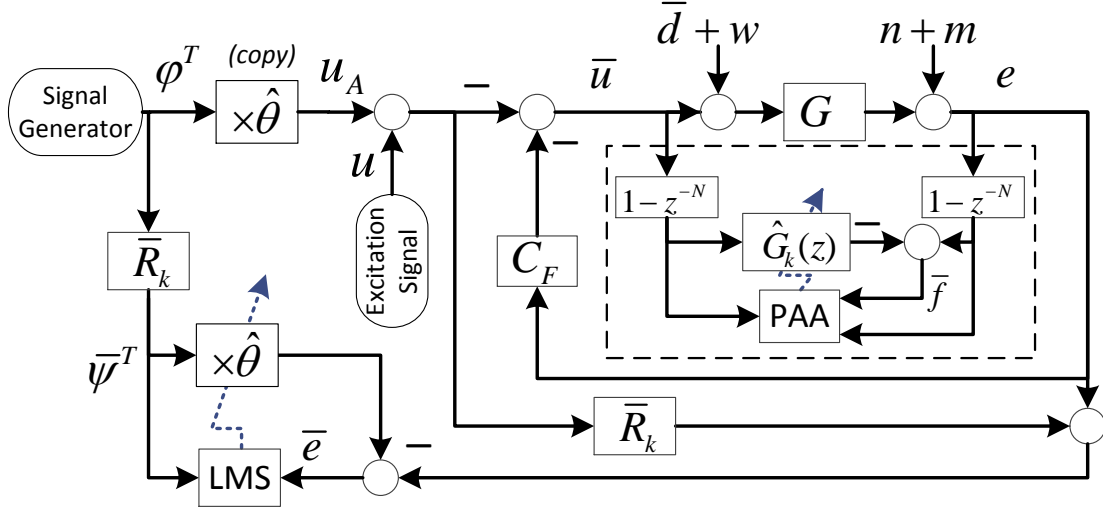 d̅ + w
n + m
φ^T
(copy)
u_A
−
u̅
e
Signal
Generator
×θ̂
G
−
u
1 − z^{-N}
1 − z^{-N}
Excitation
Signal
R̅_k
C_F
Ĝ_k(z)
−
f̅
PAA
ψ̅^T
×θ̂
R̅_k
e̅
−
LMS